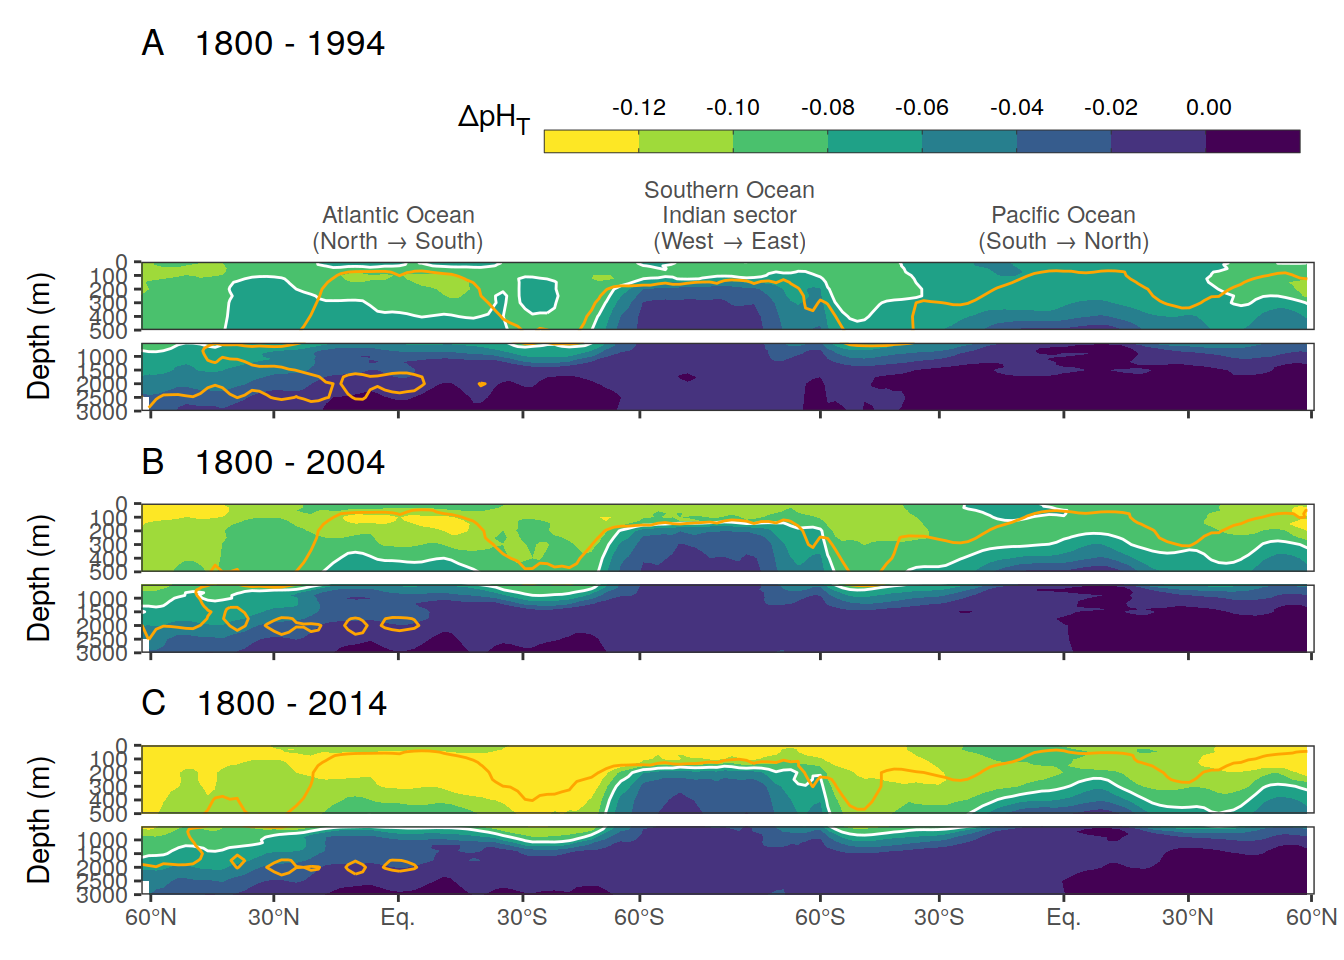 A 1800 - 1994
ΔpHT
-0.12 -0.10 -0.08 -0.06 -0.04 -0.02 0.00
Atlantic Ocean
(North → South)
Southern Ocean
Indian sector
(West → East)
Pacific Ocean
(South → North)
Depth (m)
0
100
200
300
400
500
1000
1500
2000
2500
3000
B 1800 - 2004
Depth (m)
0
100
200
300
400
500
1000
1500
2000
2500
3000
C 1800 - 2014
Depth (m)
0
100
200
300
400
500
1000
1500
2000
2500
3000
60°N 30°N Eq. 30°S 60°S 60°S 30°S Eq. 30°N 60°N